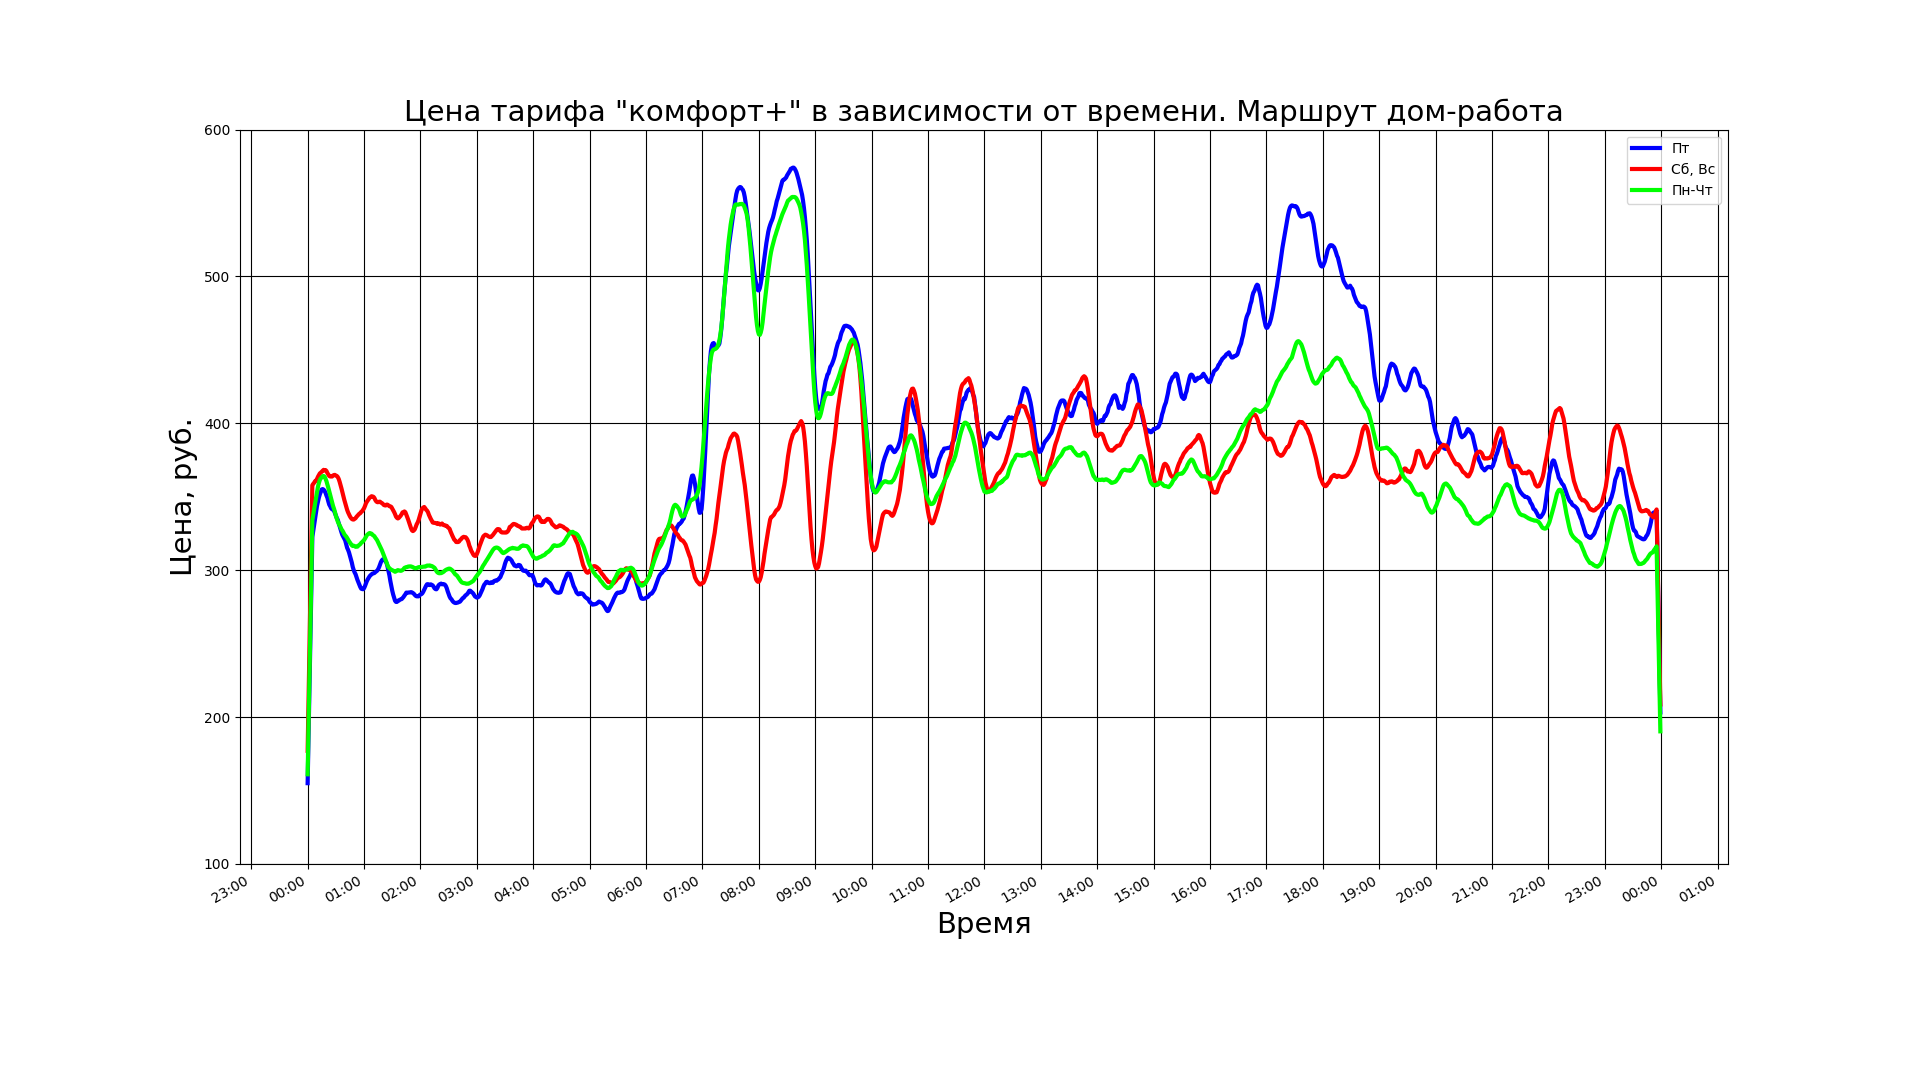 Цена тарифа "комфорт+" в зависимости от времени. Маршрут дом-работа
Пт
Сб, Вс
Пн-Чт
Цена, руб.
600
500
400
300
200
100
23:00 00:00 01:00 02:00 03:00 04:00 05:00 06:00 07:00 08:00 09:00 10:00 11:00 12:00 13:00 14:00 15:00 16:00 17:00 18:00 19:00 20:00 21:00 22:00 23:00 00:00 01:00
Время